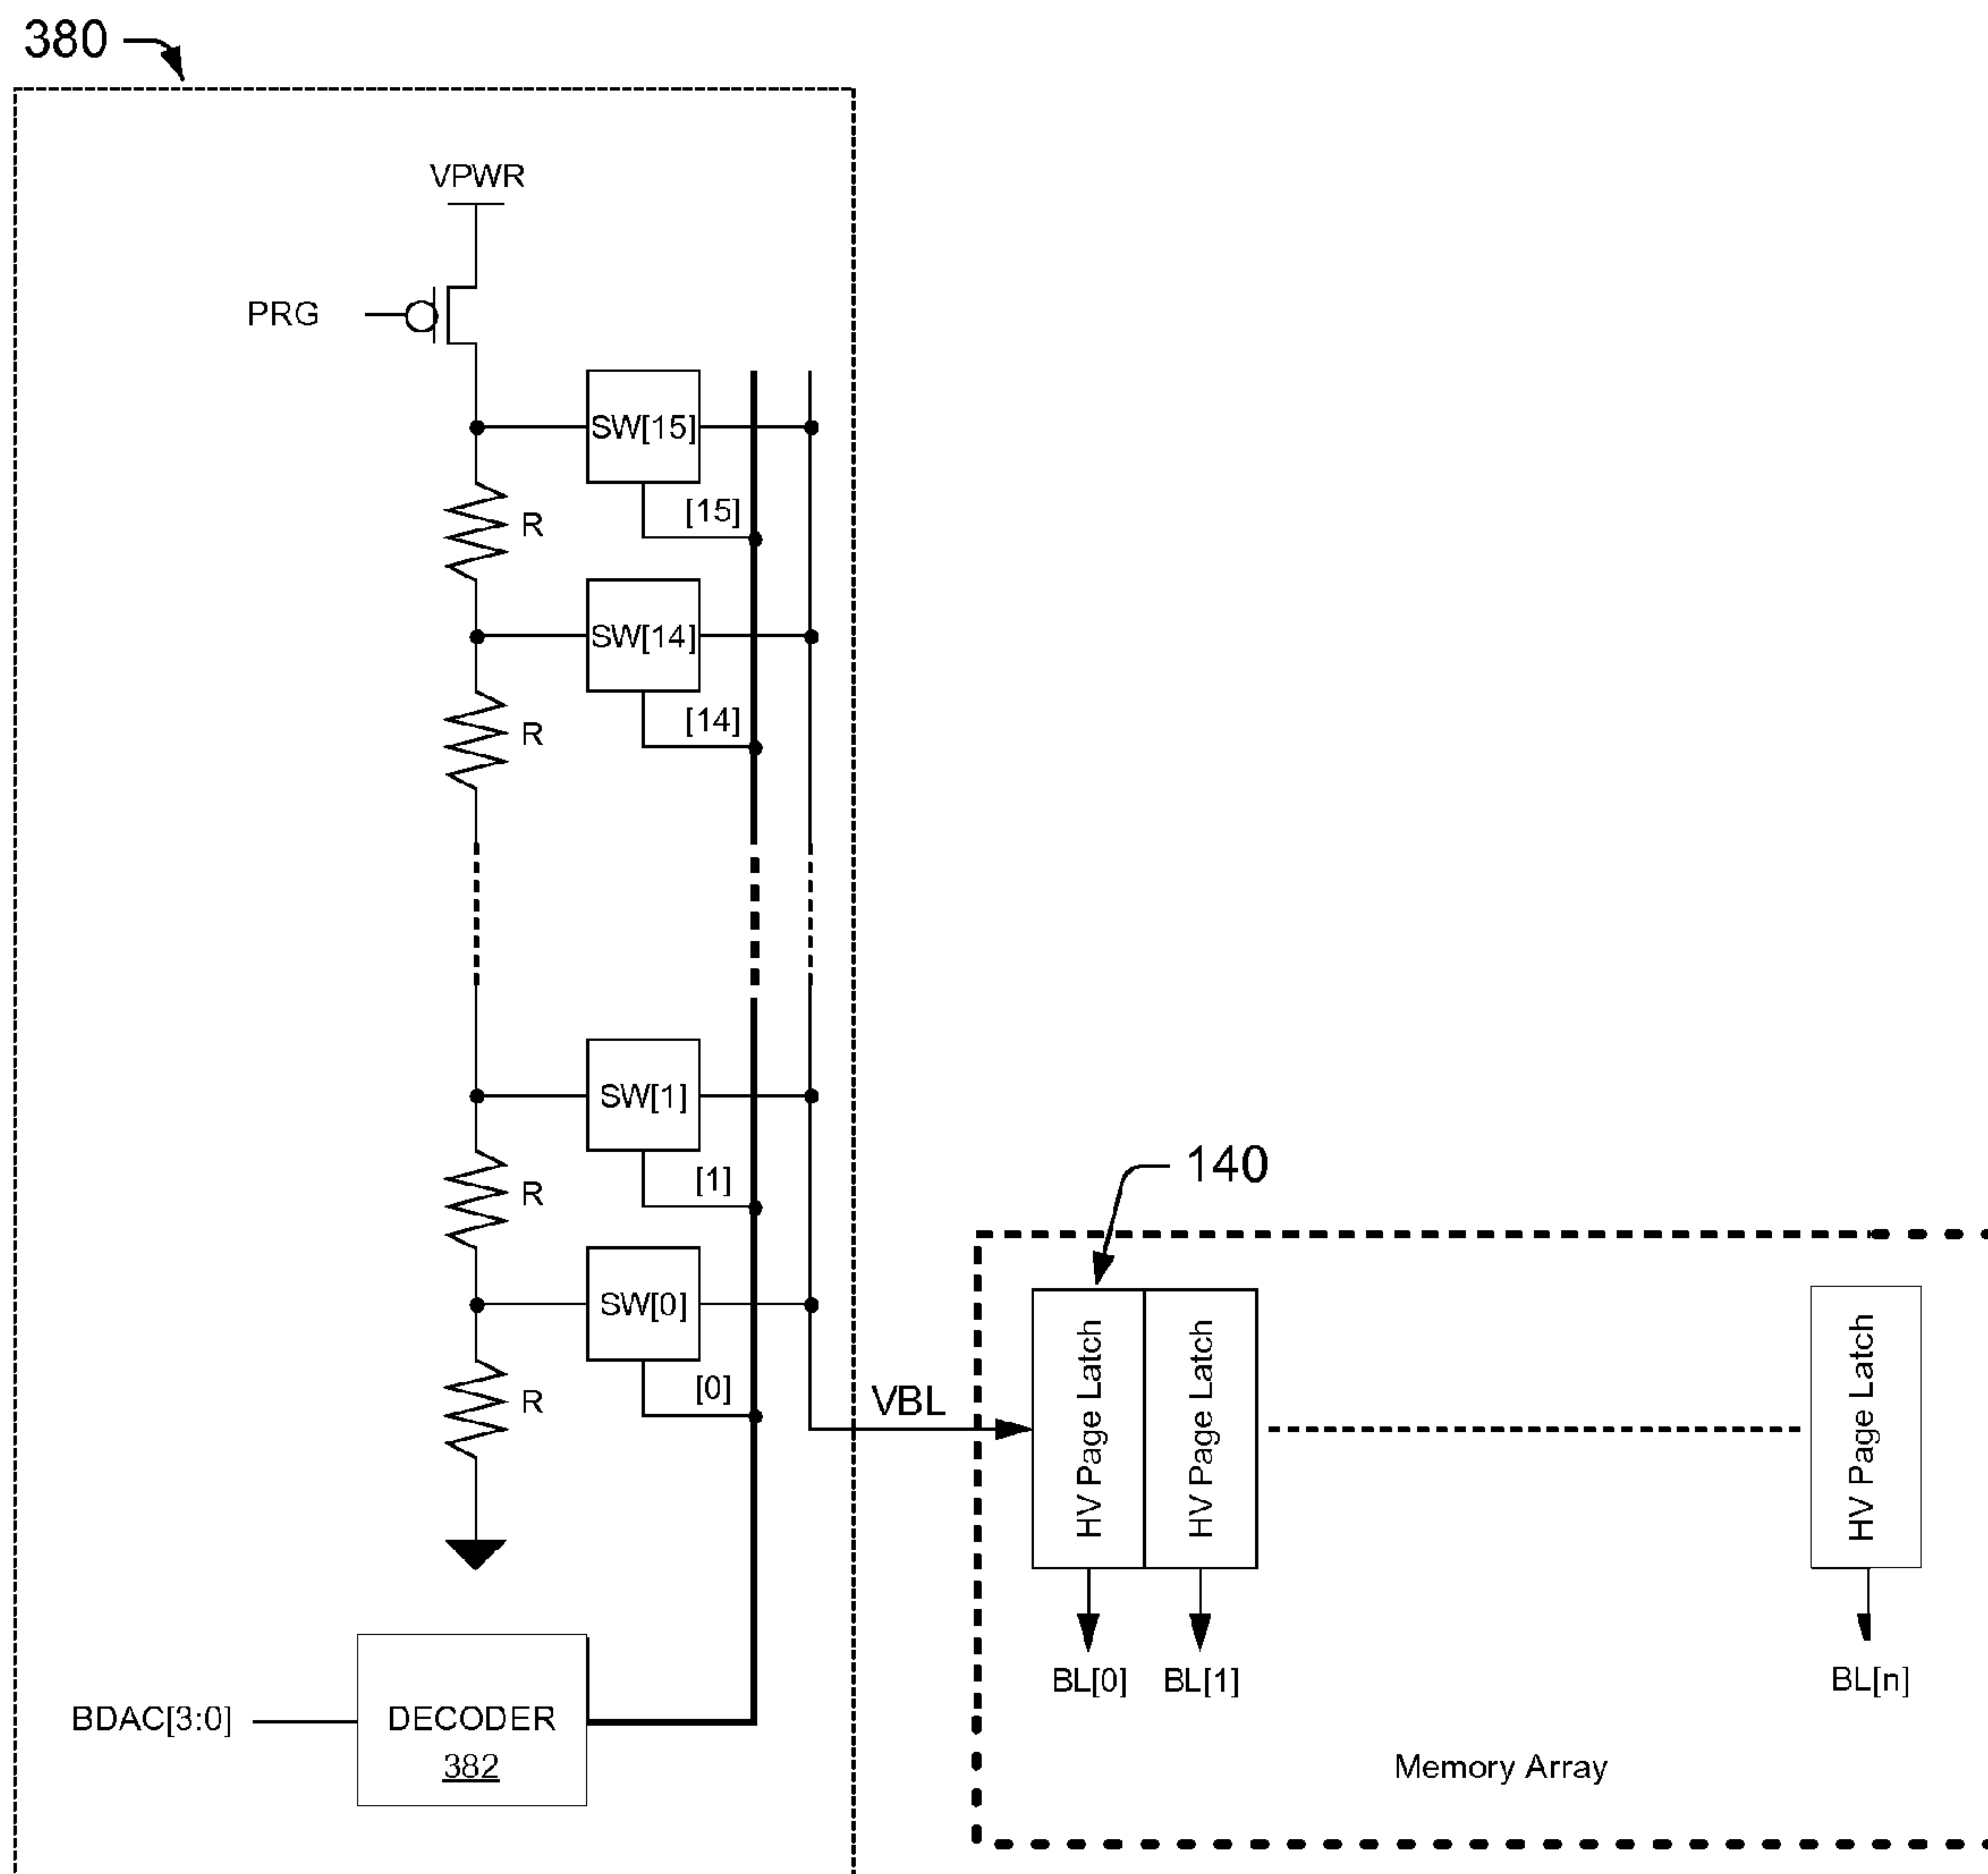 380
VPWR
PRG
SW[15]
[15]
R
SW[14]
[14]
R
SW[1]
[1]
R
SW[0]
[0]
R
BDAC[3:0]
DECODER
382
VBL
140
HV Page Latch
HV Page Latch
HV Page Latch
BL[0]
BL[1]
BL[n]
Memory Array